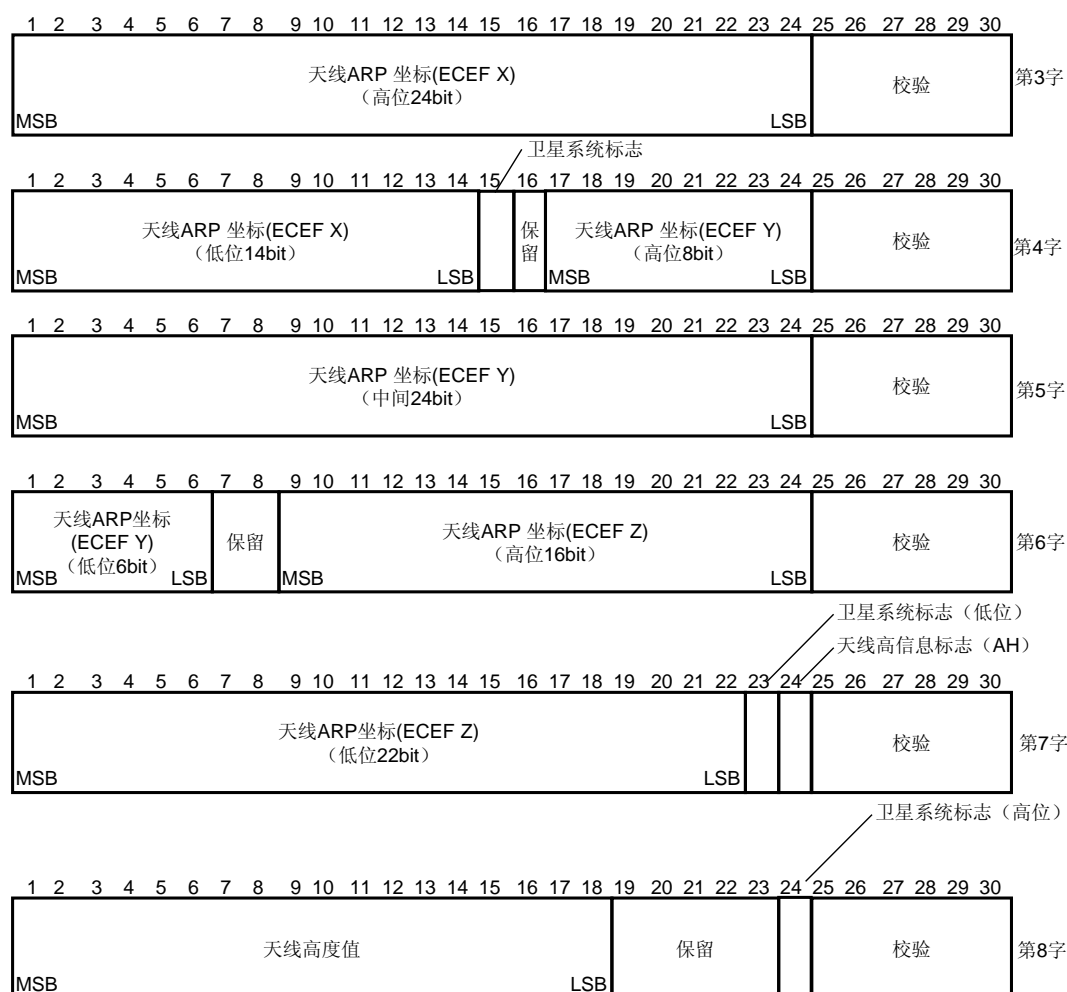 1 2 3 4 5 6 7 8 9 10 11 12 13 14 15 16 17 18 19 20 21 22 23 24 25 26 27 28 29 30
天线ARP 坐标(ECEF X)
（高位24bit）
MSB LSB
校验
第3字
卫星系统标志
1 2 3 4 5 6 7 8 9 10 11 12 13 14 15 16 17 18 19 20 21 22 23 24 25 26 27 28 29 30
天线ARP 坐标(ECEF X)
（低位14bit）
MSB LSB
保
留
天线ARP 坐标(ECEF Y)
（高位8bit）
MSB LSB
校验
第4字
1 2 3 4 5 6 7 8 9 10 11 12 13 14 15 16 17 18 19 20 21 22 23 24 25 26 27 28 29 30
天线ARP 坐标(ECEF Y)
（中间24bit）
MSB LSB
校验
第5字
1 2 3 4 5 6 7 8 9 10 11 12 13 14 15 16 17 18 19 20 21 22 23 24 25 26 27 28 29 30
天线ARP坐标
(ECEF Y)
（低位6bit）
MSB LSB
保留
天线ARP 坐标(ECEF Z)
（高位16bit）
MSB LSB
校验
第6字
卫星系统标志（低位）
天线高信息标志（AH）
1 2 3 4 5 6 7 8 9 10 11 12 13 14 15 16 17 18 19 20 21 22 23 24 25 26 27 28 29 30
天线ARP坐标(ECEF Z)
（低位22bit）
MSB LSB
校验
第7字
卫星系统标志（高位）
1 2 3 4 5 6 7 8 9 10 11 12 13 14 15 16 17 18 19 20 21 22 23 24 25 26 27 28 29 30
天线高度值
MSB LSB
保留
校验
第8字